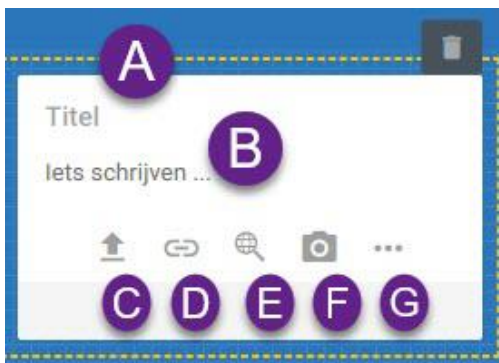 A
Titel
B
Iets schrijven ...
C D E F G